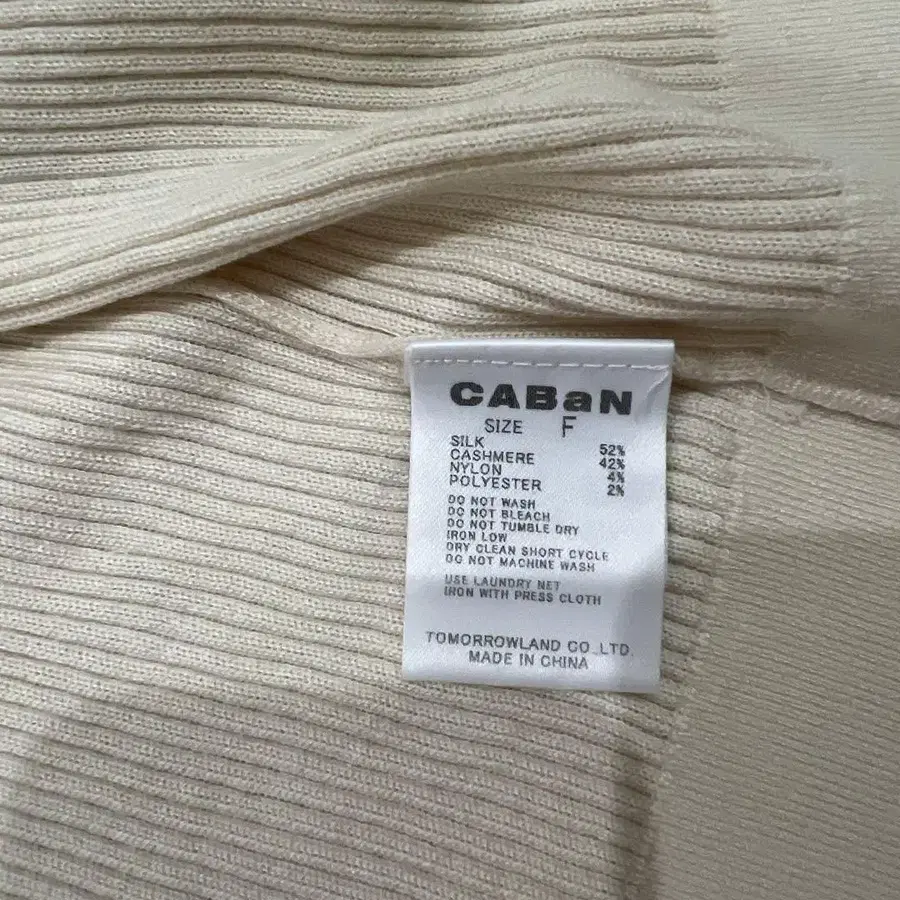 CABaN
SIZE F
SILK 52%
CASHMERE 42%
NYLON 4%
POLYESTER 2%
DO NOT WASH
DO NOT BLEACH
DO NOT TUMBLE DRY
IRON LOW
DRY CLEAN SHORT CYCLE
DO NOT MACHINE WASH
USE LAUNDRY NET
IRON WITH PRESS CLOTH
TOMORROWLAND CO.,LTD.
MADE IN CHINA